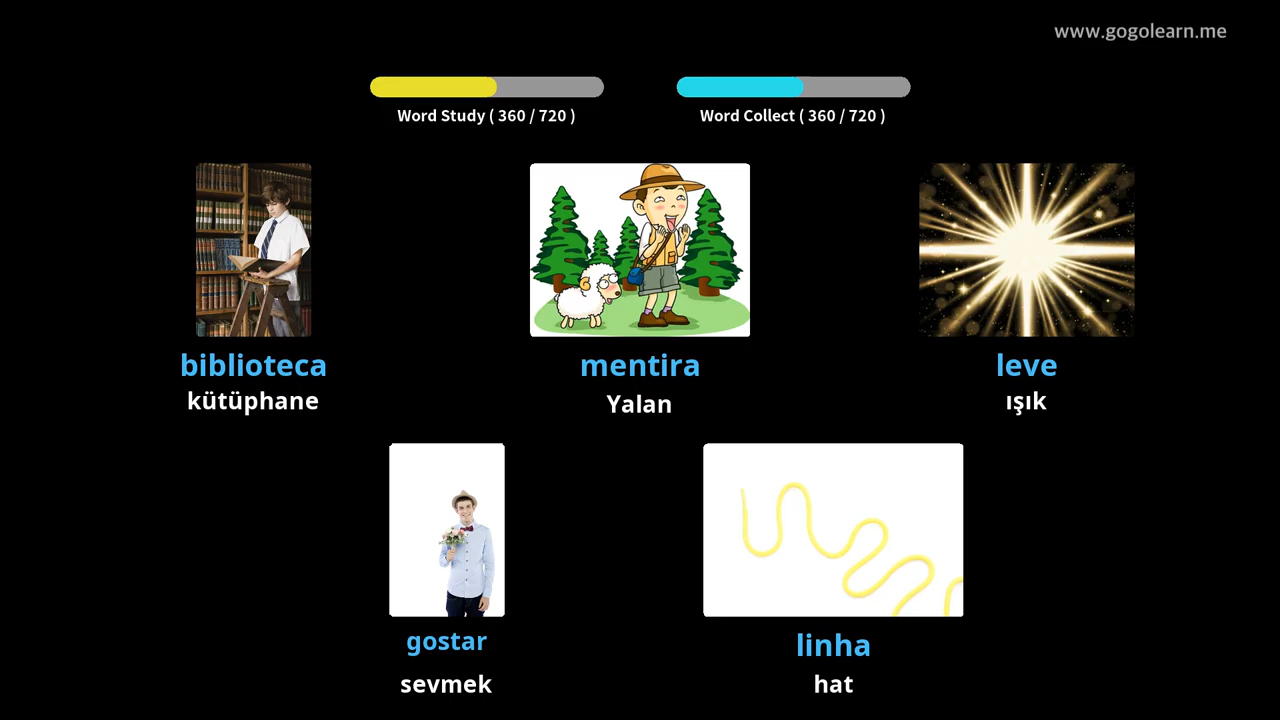 www.gogolearn.me
Word Study ( 360 / 720 )
Word Collect ( 360 / 720 )
biblioteca
kütüphane
mentira
Yalan
leve
ışık
gostar
sevmek
linha
hat